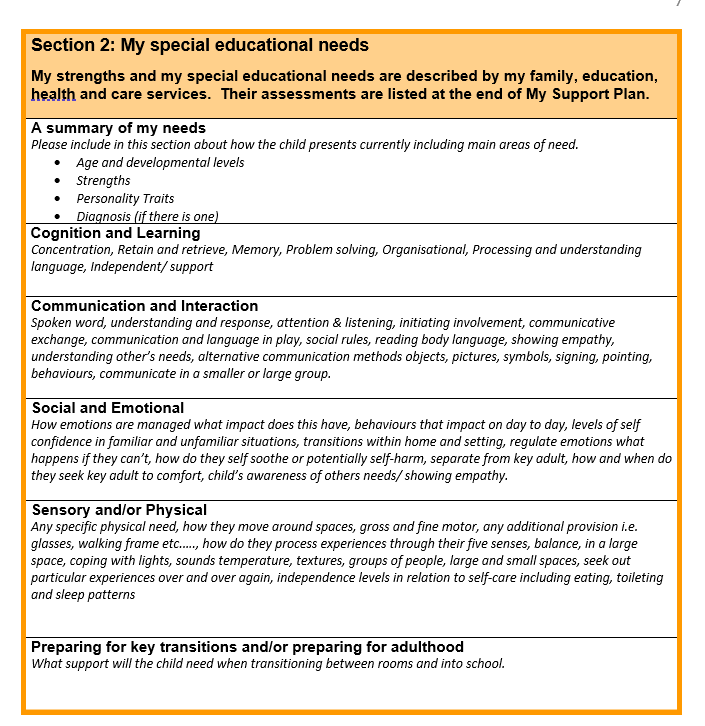 Section 2: My special educational needs
My strengths and my special educational needs are described by my family, education,
health and care services.  Their assessments are listed at the end of My Support Plan.
A summary of my needs
Please include in this section about how the child presents currently including main areas of need.
• Age and developmental levels
• Strengths
• Personality Traits
• Diagnosis (if there is one)
Cognition and Learning
Concentration, Retain and retrieve, Memory, Problem solving, Organisational, Processing and understanding
language, Independent/ support
Communication and Interaction
Spoken word, understanding and response, attention & listening, initiating involvement, communicative
exchange, communication and language in play, social rules, reading body language, showing empathy,
understanding other's needs, alternative communication methods objects, pictures, symbols, signing, pointing,
behaviours, communicate in a smaller or large group.
Social and Emotional
How emotions are managed what impact does this have, behaviours that impact on day to day, levels of self
confidence in familiar and unfamiliar situations, transitions within home and setting, regulate emotions what
happens if they can't, how do they self soothe or potentially self-harm, separate from key adult, how and when do
they seek key adult to comfort, child's awareness of others needs/ showing empathy.
Sensory and/or Physical
Any specific physical need, how they move around spaces, gross and fine motor, any additional provision i.e.
glasses, walking frame etc....., how do they process experiences through their five senses, balance, in a large
space, coping with lights, sounds temperature, textures, groups of people, large and small spaces, seek out
particular experiences over and over again, independence levels in relation to self-care including eating, toileting
and sleep patterns
Preparing for key transitions and/or preparing for adulthood
What support will the child need when transitioning between rooms and into school.